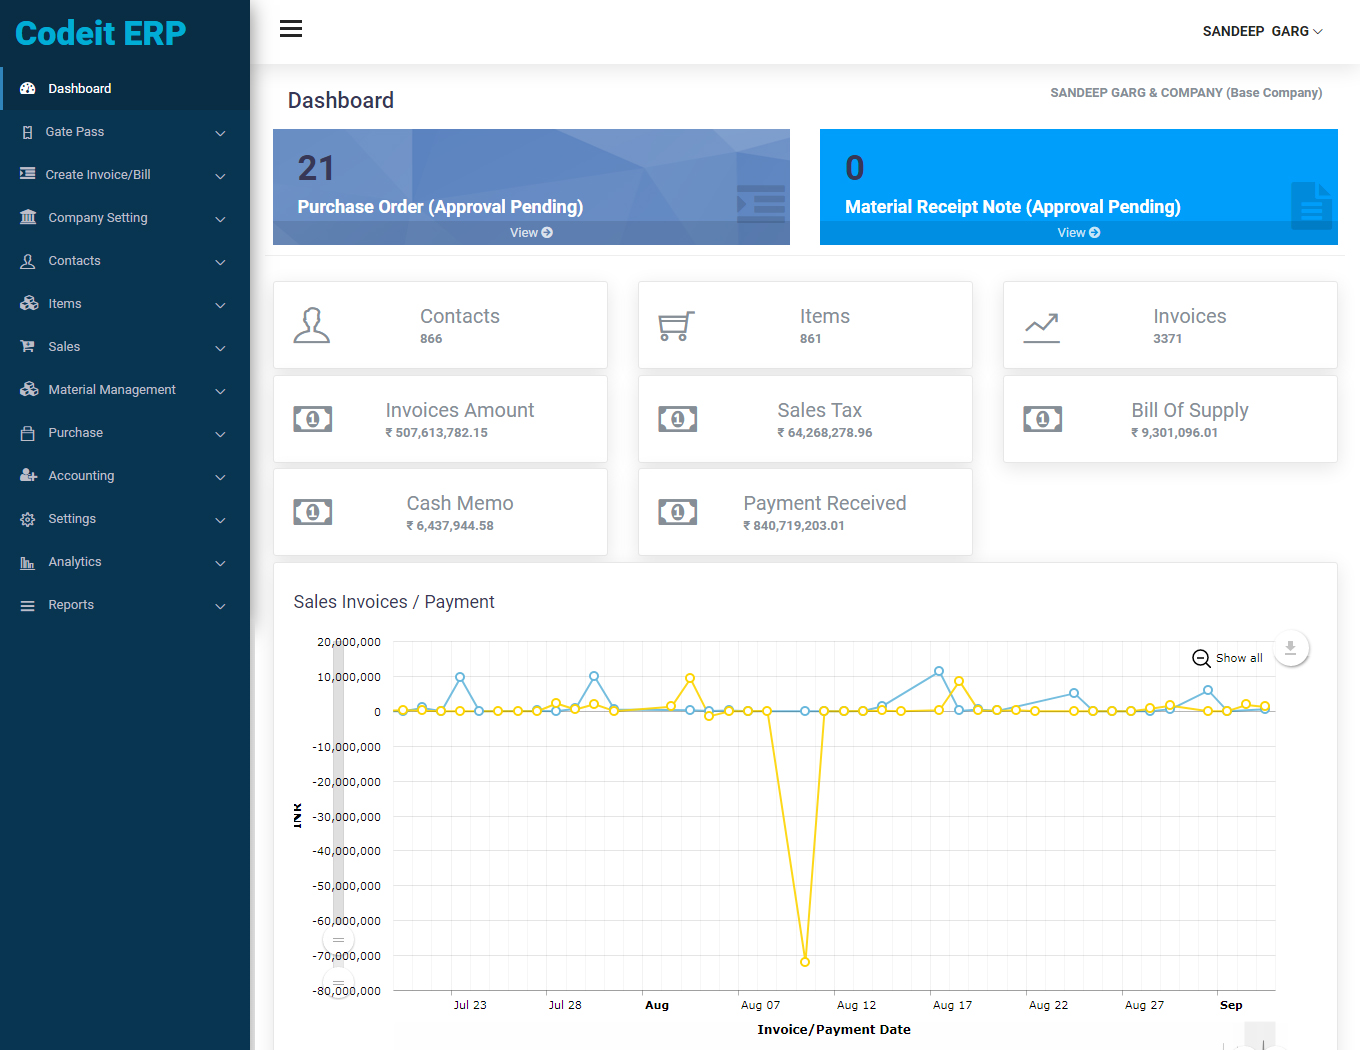 Codeit ERP
SANDEEP GARG
Dashboard
Gate Pass
Create Invoice/Bill
Company Setting
Contacts
Items
Sales
Material Management
Purchase
Accounting
Settings
Analytics
Reports
Dashboard
SANDEEP GARG & COMPANY (Base Company)
21
Purchase Order (Approval Pending)
View
0
Material Receipt Note (Approval Pending)
View
Contacts
866
Items
861
Invoices
3371
Invoices Amount
₹ 507,613,782.15
Sales Tax
₹ 64,268,278.96
Bill Of Supply
₹ 9,301,096.01
Cash Memo
₹ 6,437,944.58
Payment Received
₹ 840,719,203.01
Sales Invoices / Payment
Show all
20,000,000
10,000,000
0
-10,000,000
-20,000,000
-30,000,000
-40,000,000
-50,000,000
-60,000,000
-70,000,000
-80,000,000
INR
Jul 23 Jul 28 Aug Aug 07 Aug 12 Aug 17 Aug 22 Aug 27 Sep
Invoice/Payment Date